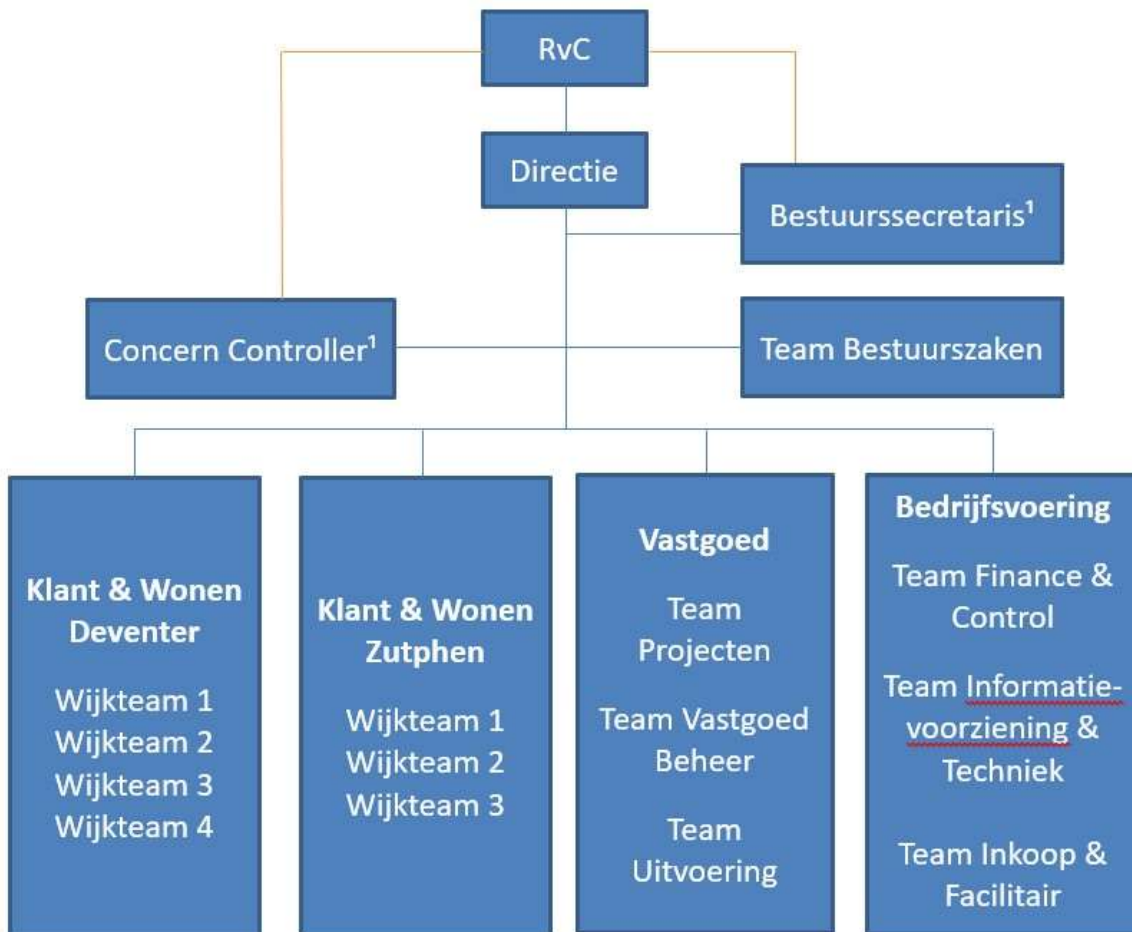 RvC
Directie
Bestuurssecretaris¹
Concern Controller¹
Team Bestuurszaken
Klant & Wonen
Deventer
Wijkteam 1
Wijkteam 2
Wijkteam 3
Wijkteam 4
Klant & Wonen
Zutphen
Wijkteam 1
Wijkteam 2
Wijkteam 3
Vastgoed
Team
Projecten
Team Vastgoed
Beheer
Team
Uitvoering
Bedrijfsvoering
Team Finance &
Control
Team Informatie-
voorziening &
Techniek
Team Inkoop &
Facilitair